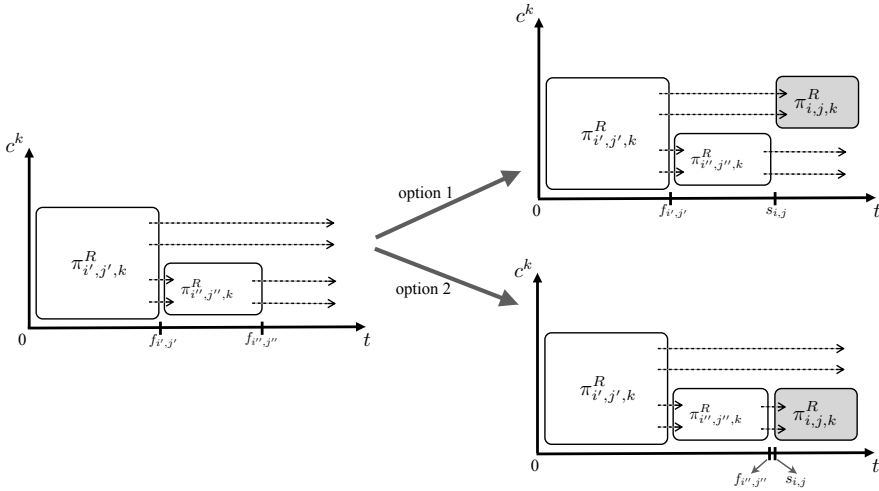 c^k
π^R_{i',j',k}
π^R_{i'',j'',k}
0
f_{i',j'}
f_{i'',j''}
t
option 1
option 2
c^k
π^R_{i',j',k}
π^R_{i'',j'',k}
π^R_{i,j,k}
0
f_{i',j'}
s_{i,j}
t
c^k
π^R_{i',j',k}
π^R_{i'',j'',k}
π^R_{i,j,k}
0
t
f_{i'',j''}
s_{i,j}